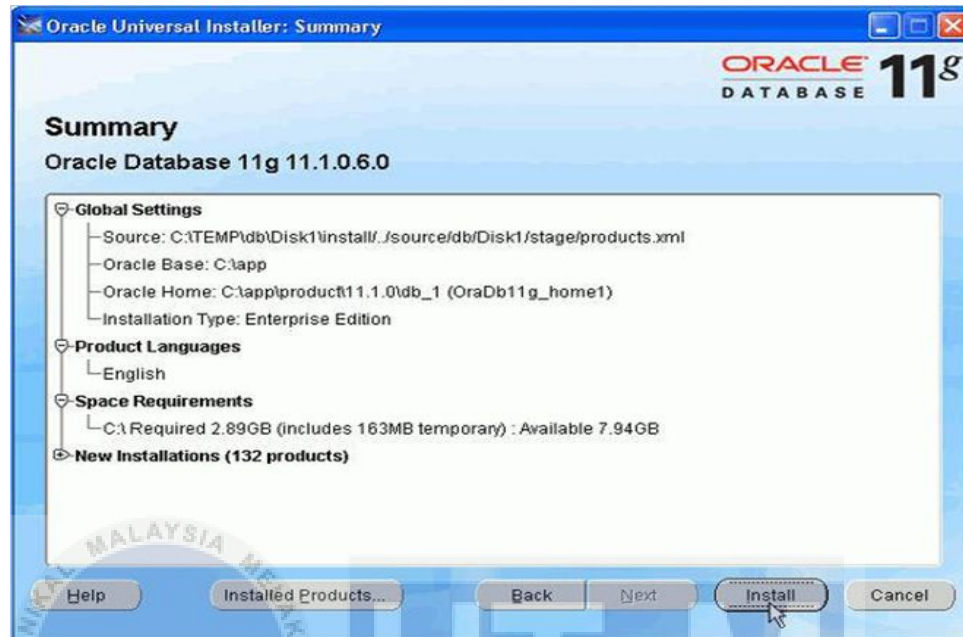 Oracle Universal Installer: Summary
ORACLE 11g
DATABASE
Summary
Oracle Database 11g 11.1.0.6.0
Global Settings
Source: C:\TEMP\db\Disk1\install/../source/db/Disk1/stage/products.xml
Oracle Base: C:\app
Oracle Home: C:\app\product\11.1.0\db_1 (OraDb11g_home1)
Installation Type: Enterprise Edition
Product Languages
English
Space Requirements
C:\ Required 2.89GB (includes 163MB temporary) : Available 7.94GB
New Installations (132 products)
MALAYSIA
Help Installed Products... Back Next Install Cancel